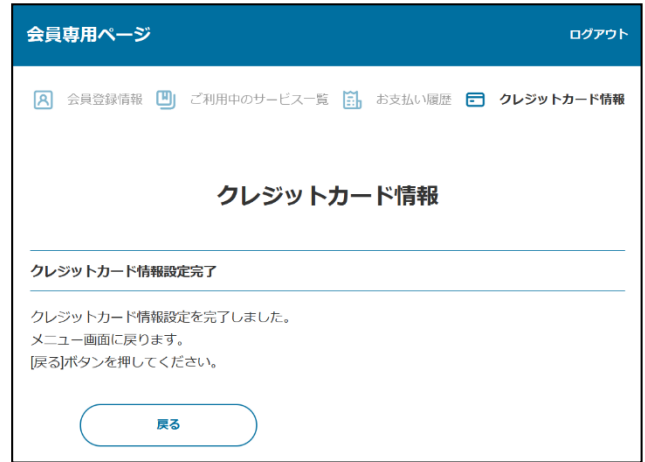 会員専用ページ
ログアウト
会員登録情報 ご利用中のサービス一覧 お支払い履歴 クレジットカード情報
クレジットカード情報
クレジットカード情報設定完了
クレジットカード情報設定を完了しました。
メニュー画面に戻ります。
[戻る]ボタンを押してください。
戻る